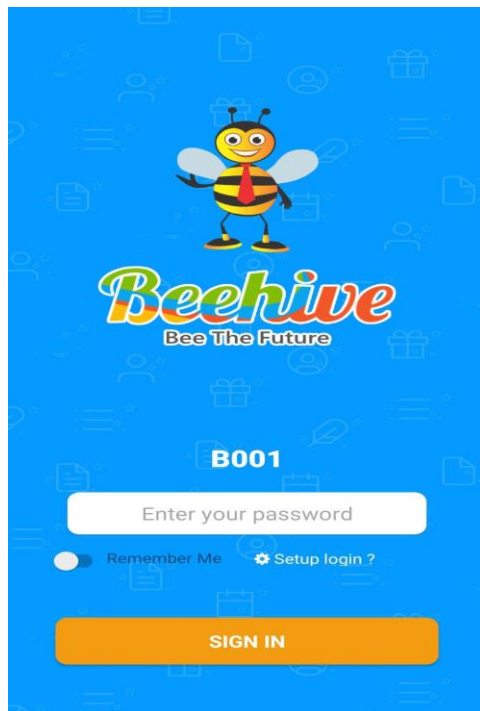 Beehive
Bee The Future
B001
Enter your password
Remember Me Setup login ?
SIGN IN